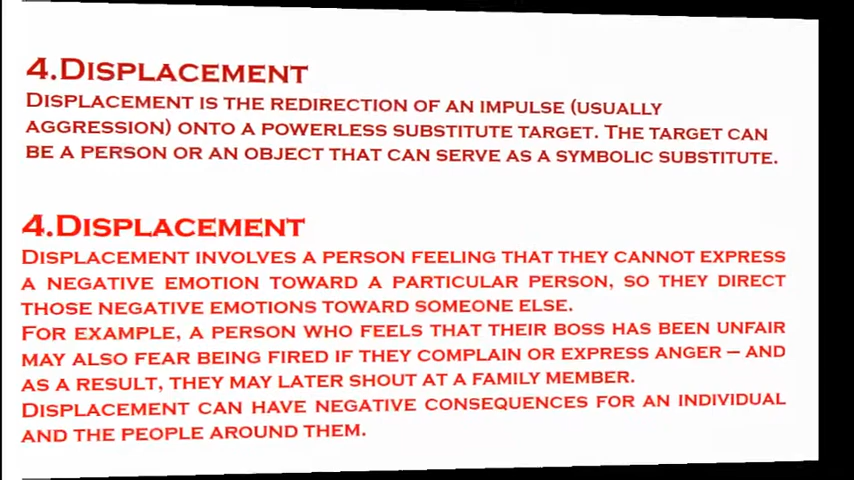 4.DISPLACEMENT
DISPLACEMENT IS THE REDIRECTION OF AN IMPULSE (USUALLY
AGGRESSION) ONTO A POWERLESS SUBSTITUTE TARGET. THE TARGET CAN
BE A PERSON OR AN OBJECT THAT CAN SERVE AS A SYMBOLIC SUBSTITUTE.
4.DISPLACEMENT
DISPLACEMENT INVOLVES A PERSON FEELING THAT THEY CANNOT EXPRESS
A NEGATIVE EMOTION TOWARD A PARTICULAR PERSON, SO THEY DIRECT
THOSE NEGATIVE EMOTIONS TOWARD SOMEONE ELSE.
FOR EXAMPLE, A PERSON WHO FEELS THAT THEIR BOSS HAS BEEN UNFAIR
MAY ALSO FEAR BEING FIRED IF THEY COMPLAIN OR EXPRESS ANGER – AND
AS A RESULT, THEY MAY LATER SHOUT AT A FAMILY MEMBER.
DISPLACEMENT CAN HAVE NEGATIVE CONSEQUENCES FOR AN INDIVIDUAL
AND THE PEOPLE AROUND THEM.